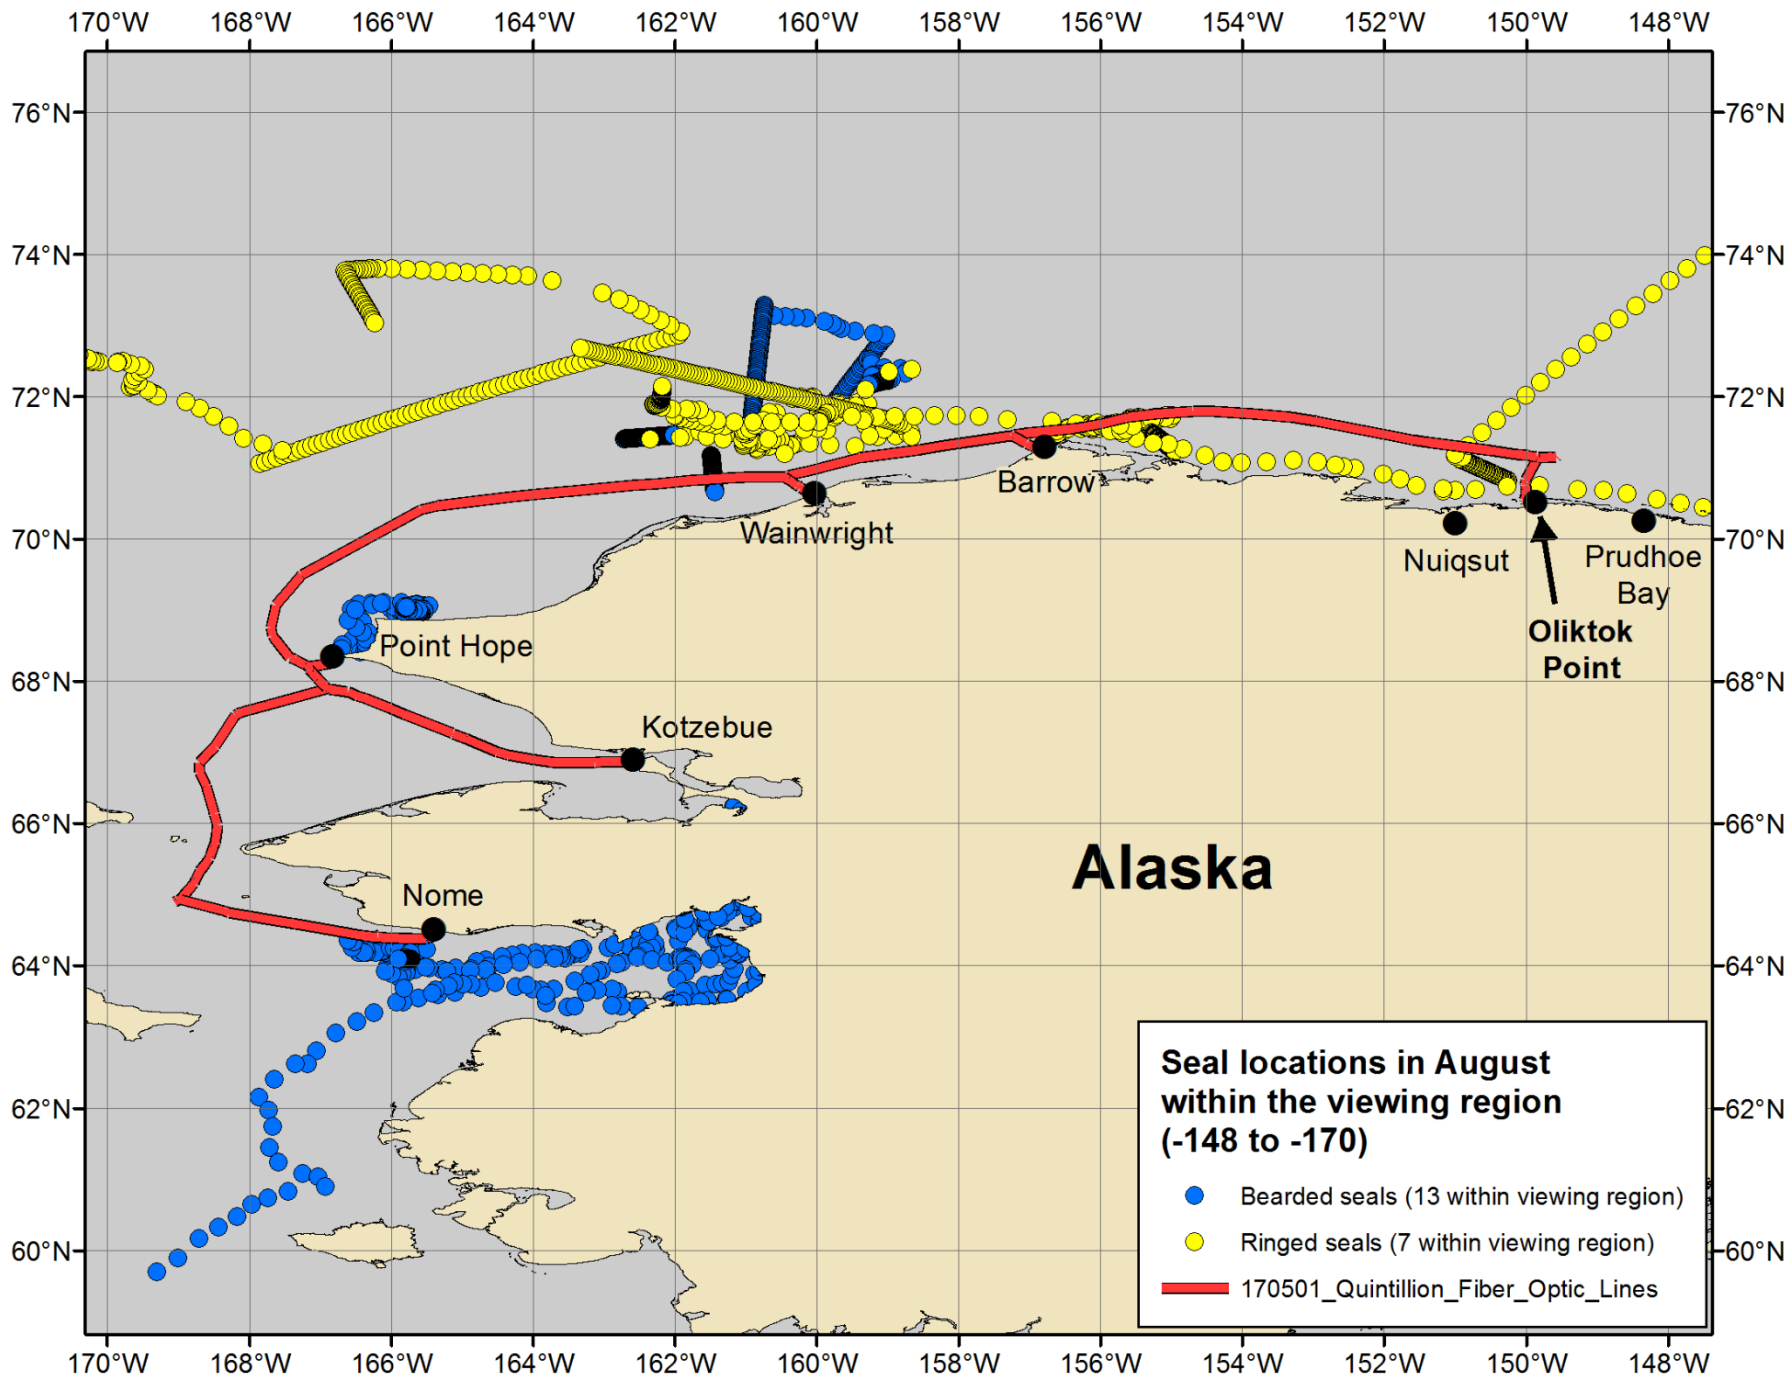 170°W 168°W 166°W 164°W 162°W 160°W 158°W 156°W 154°W 152°W 150°W 148°W
76°N 76°N
74°N 74°N
72°N 72°N
Barrow
Wainwright
70°N 70°N
Nuiqsut
Prudhoe
Bay
Oliktok
Point
Point Hope
68°N 68°N
Kotzebue
66°N 66°N
Alaska
Nome
64°N 64°N
62°N 62°N
60°N 60°N
Seal locations in August
within the viewing region
(-148 to -170)
Bearded seals (13 within viewing region)
Ringed seals (7 within viewing region)
170501_Quintillion_Fiber_Optic_Lines
170°W 168°W 166°W 164°W 162°W 160°W 158°W 156°W 154°W 152°W 150°W 148°W